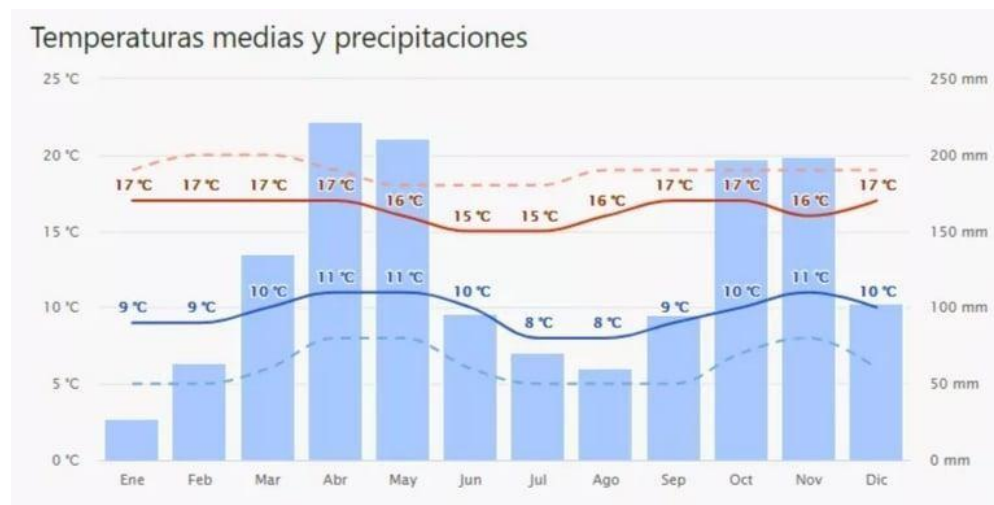 Temperaturas medias y precipitaciones
25 °C 250 mm
20 °C 200 mm
17 °C 17 °C 17 °C 17 °C 16 °C 15 °C 15 °C 16 °C 17 °C 17 °C 16 °C 17 °C
15 °C 150 mm
9 °C 9 °C 10 °C 11 °C 11 °C 10 °C 8 °C 8 °C 9 °C 10 °C 11 °C 10 °C
10 °C 100 mm
5 °C 50 mm
0 °C 0 mm
Ene Feb Mar Abr May Jun Jul Ago Sep Oct Nov Dic